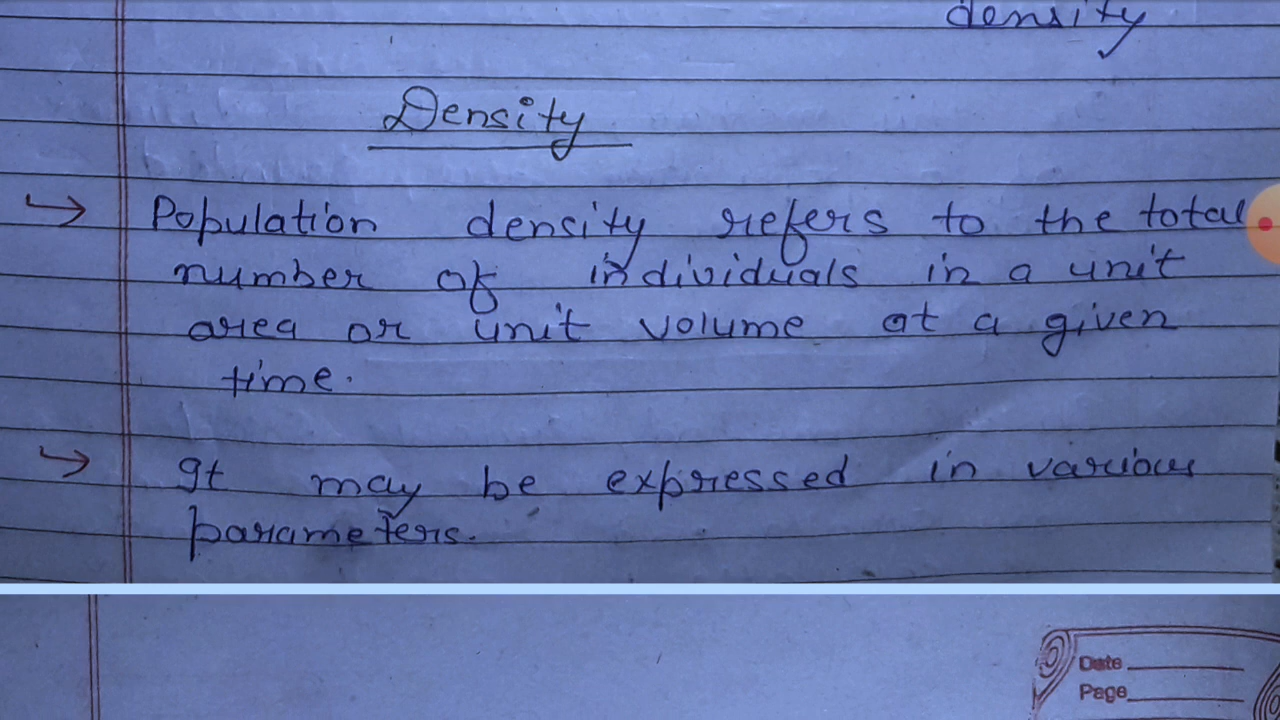 density
Density
→ Population density refers to the total
number of individuals in a unit
area or unit volume at a given
time.
→ It may be expressed in various
parameters.
Date
Page